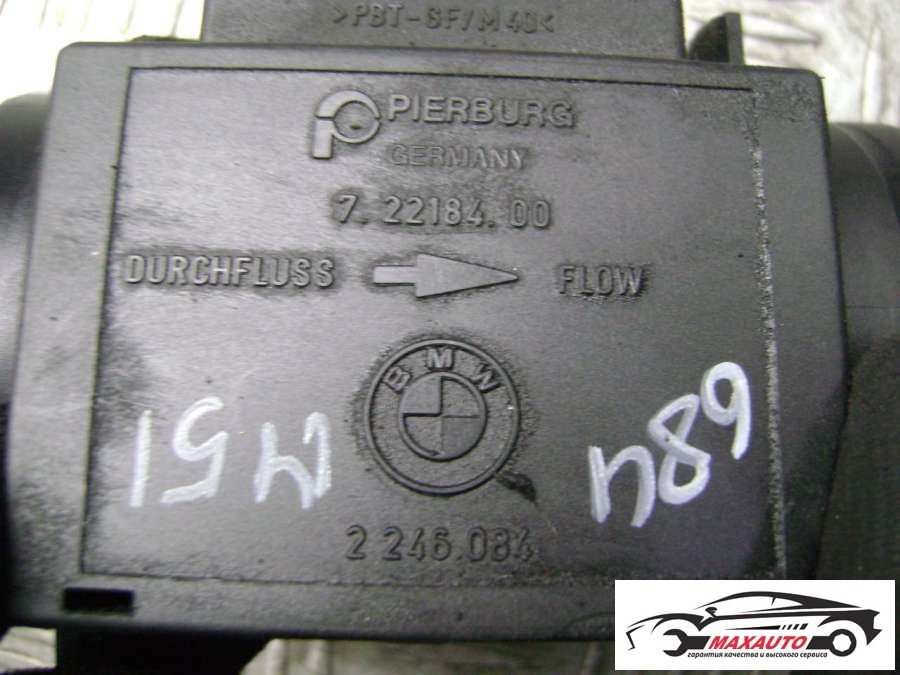 >PBT-GF/M40<
PIERBURG
GERMANY
7.22184.00
DURCHFLUSS FLOW
BMW
2 246.084
MAXAUTO
гарантия качества и высокого сервиса